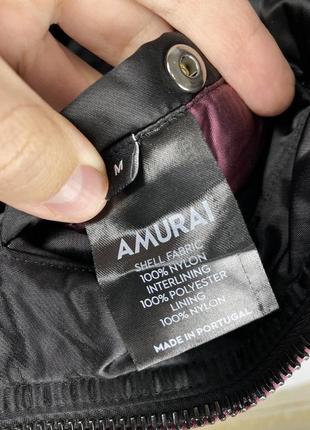 M
AMURAI
SHELL FABRIC
100% NYLON
INTERLINING
100% POLYESTER
LINING
100% NYLON
MADE IN PORTUGAL